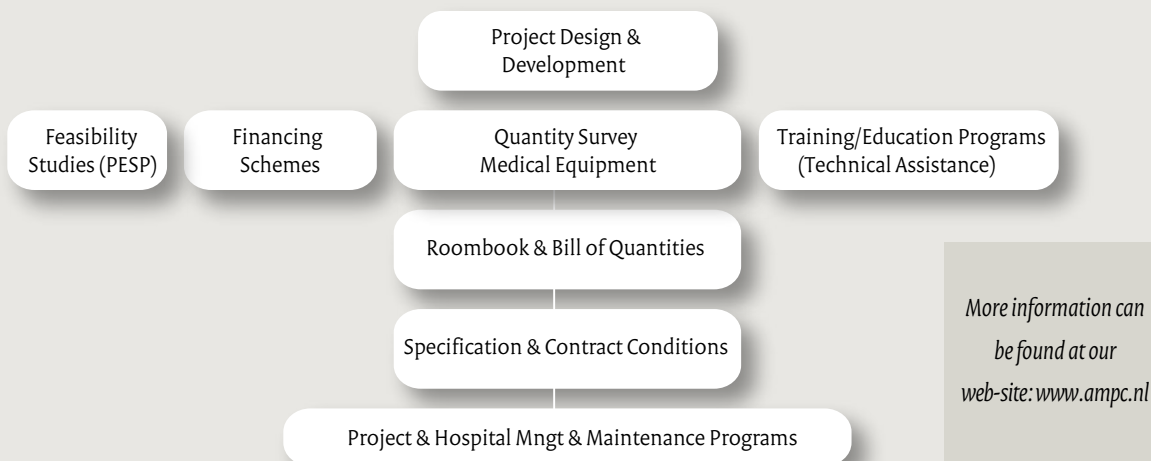 Project Design &
Development
Feasibility
Studies (PESP)
Financing
Schemes
Quantity Survey
Medical Equipment
Training/Education Programs
(Technical Assistance)
Roombook & Bill of Quantities
Specification & Contract Conditions
More information can
be found at our
web-site: www.ampc.nl
Project & Hospital Mngt & Maintenance Programs